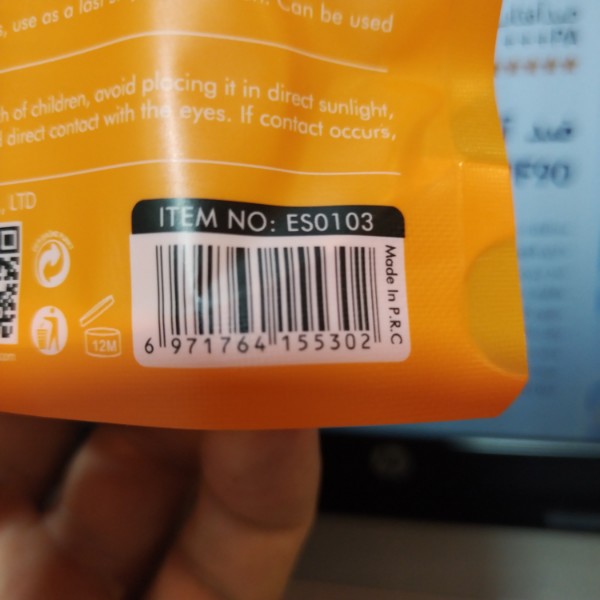 , use as a last
Can be used
of children, avoid placing it in direct sunlight,
direct contact with the eyes. If contact occurs,
, LTD
ITEM NO: ES0103
Made In P.R.C
12M
6 971764 155302